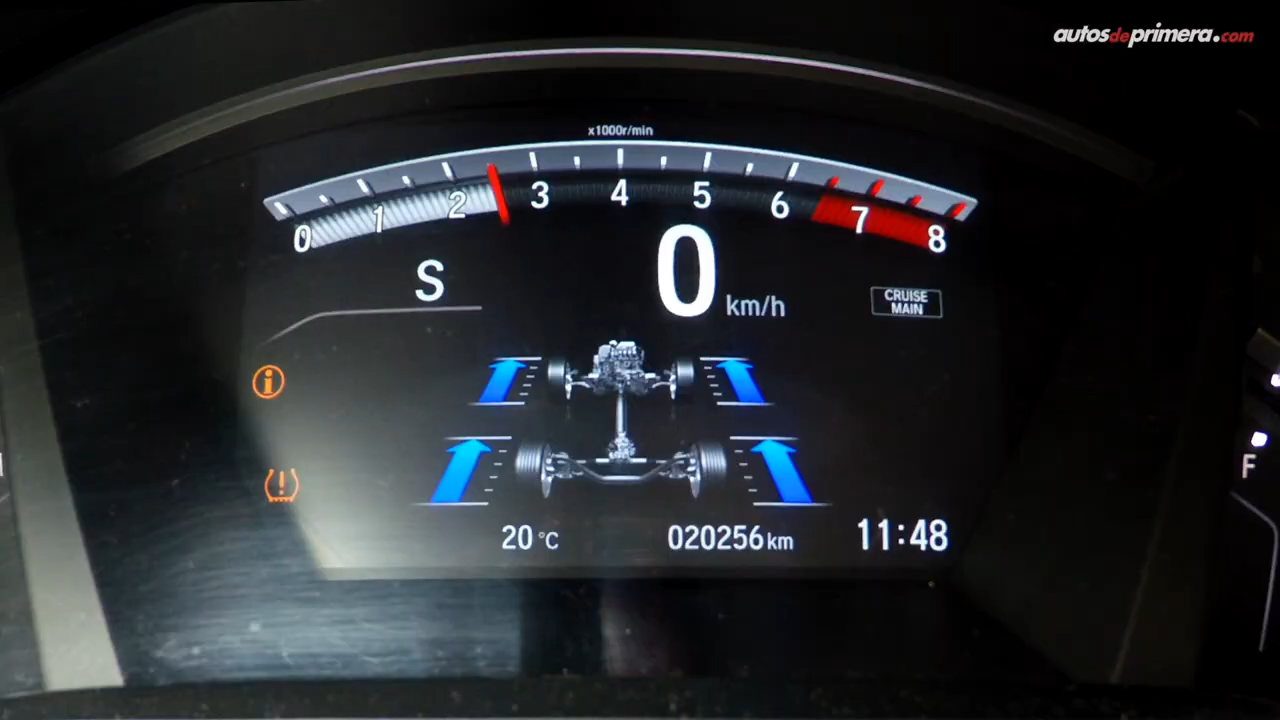 autosdeprimera.com
x1000r/min
0 1 2 3 4 5 6 7 8
S
0 km/h
CRUISE
MAIN
F
20°C
020256 km
11:48